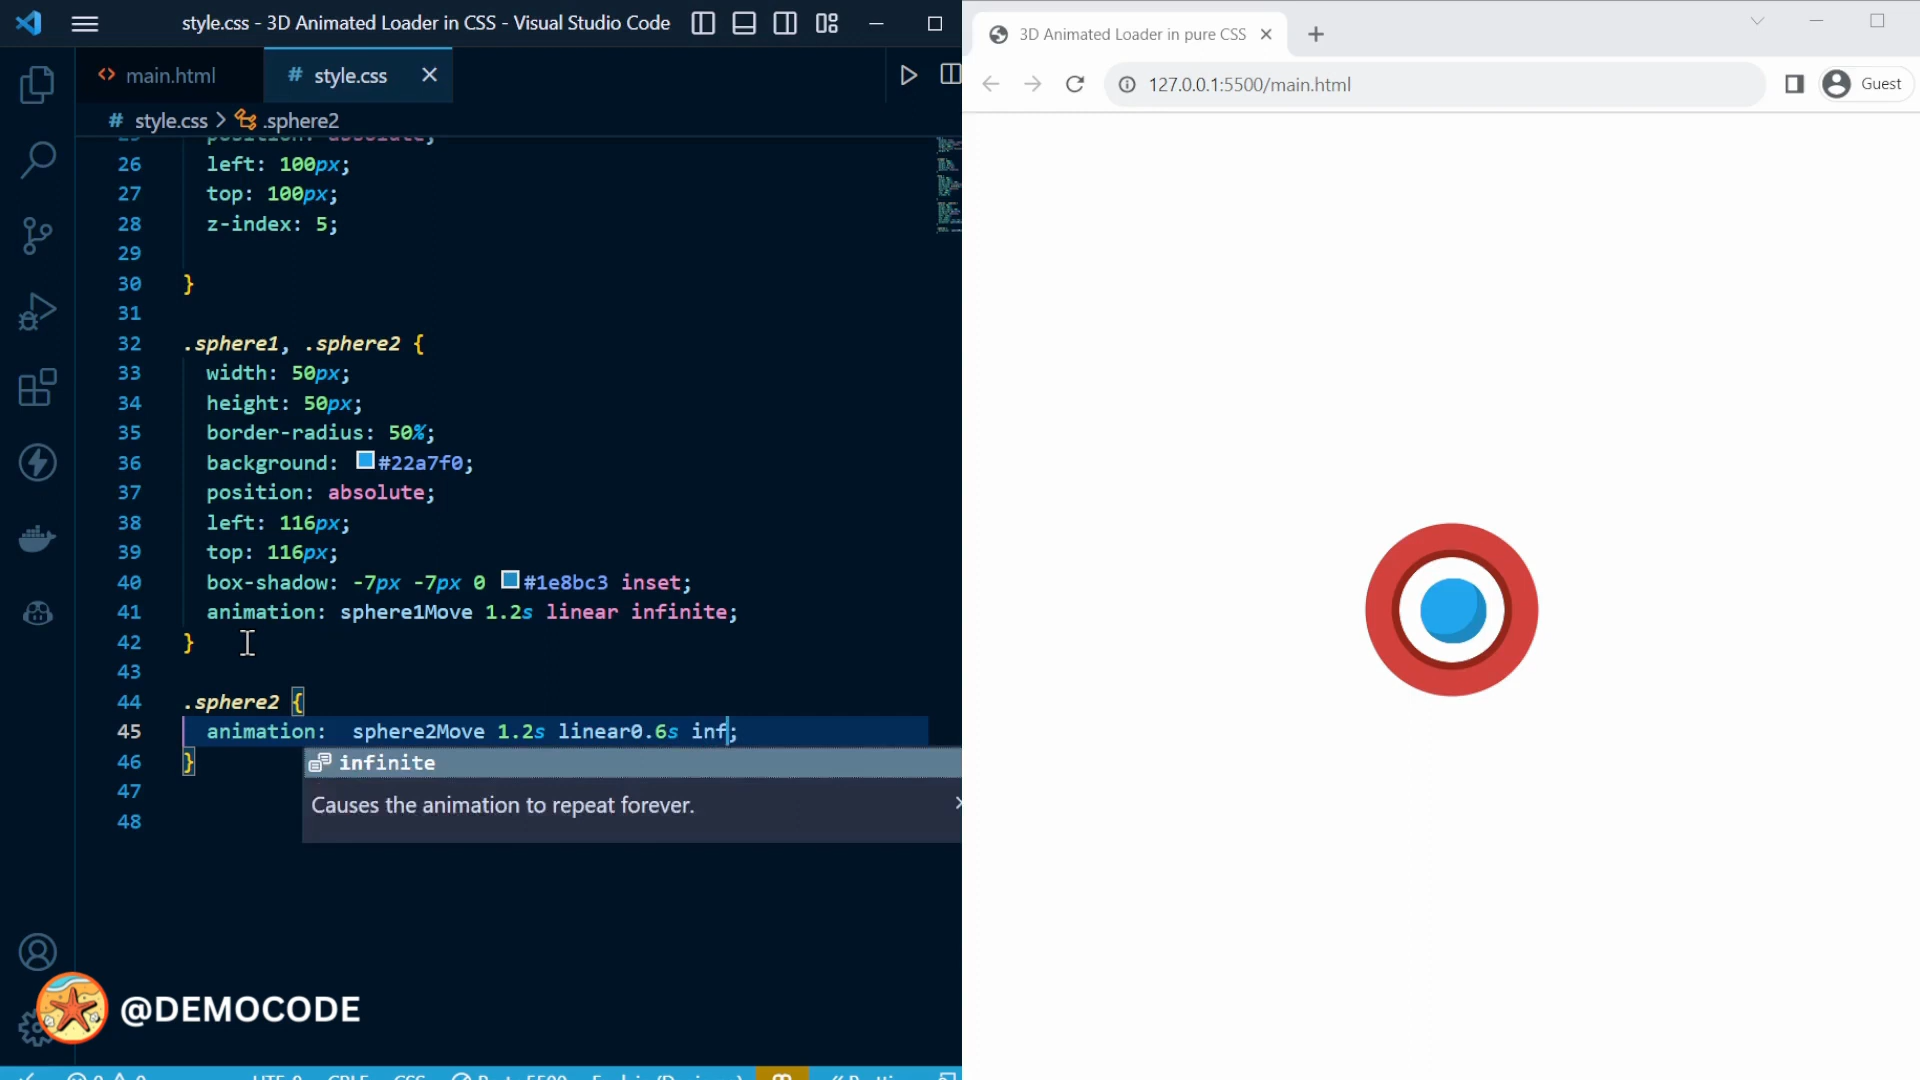 style.css - 3D Animated Loader in CSS - Visual Studio Code
main.html
# style.css
# style.css > .sphere2
position: absolute;
26 left: 100px;
27 top: 100px;
28 z-index: 5;
29
30 }
31
32 .sphere1, .sphere2 {
33 width: 50px;
34 height: 50px;
35 border-radius: 50%;
36 background: #22a7f0;
37 position: absolute;
38 left: 116px;
39 top: 116px;
40 box-shadow: -7px -7px 0 #1e8bc3 inset;
41 animation: sphere1Move 1.2s linear infinite;
42 }
43
44 .sphere2 {
45 animation:  sphere2Move 1.2s linear0.6s inf;
46 }
infinite
47
Causes the animation to repeat forever.
48
@DEMOCODE
3D Animated Loader in pure CSS
127.0.0.1:5500/main.html
Guest